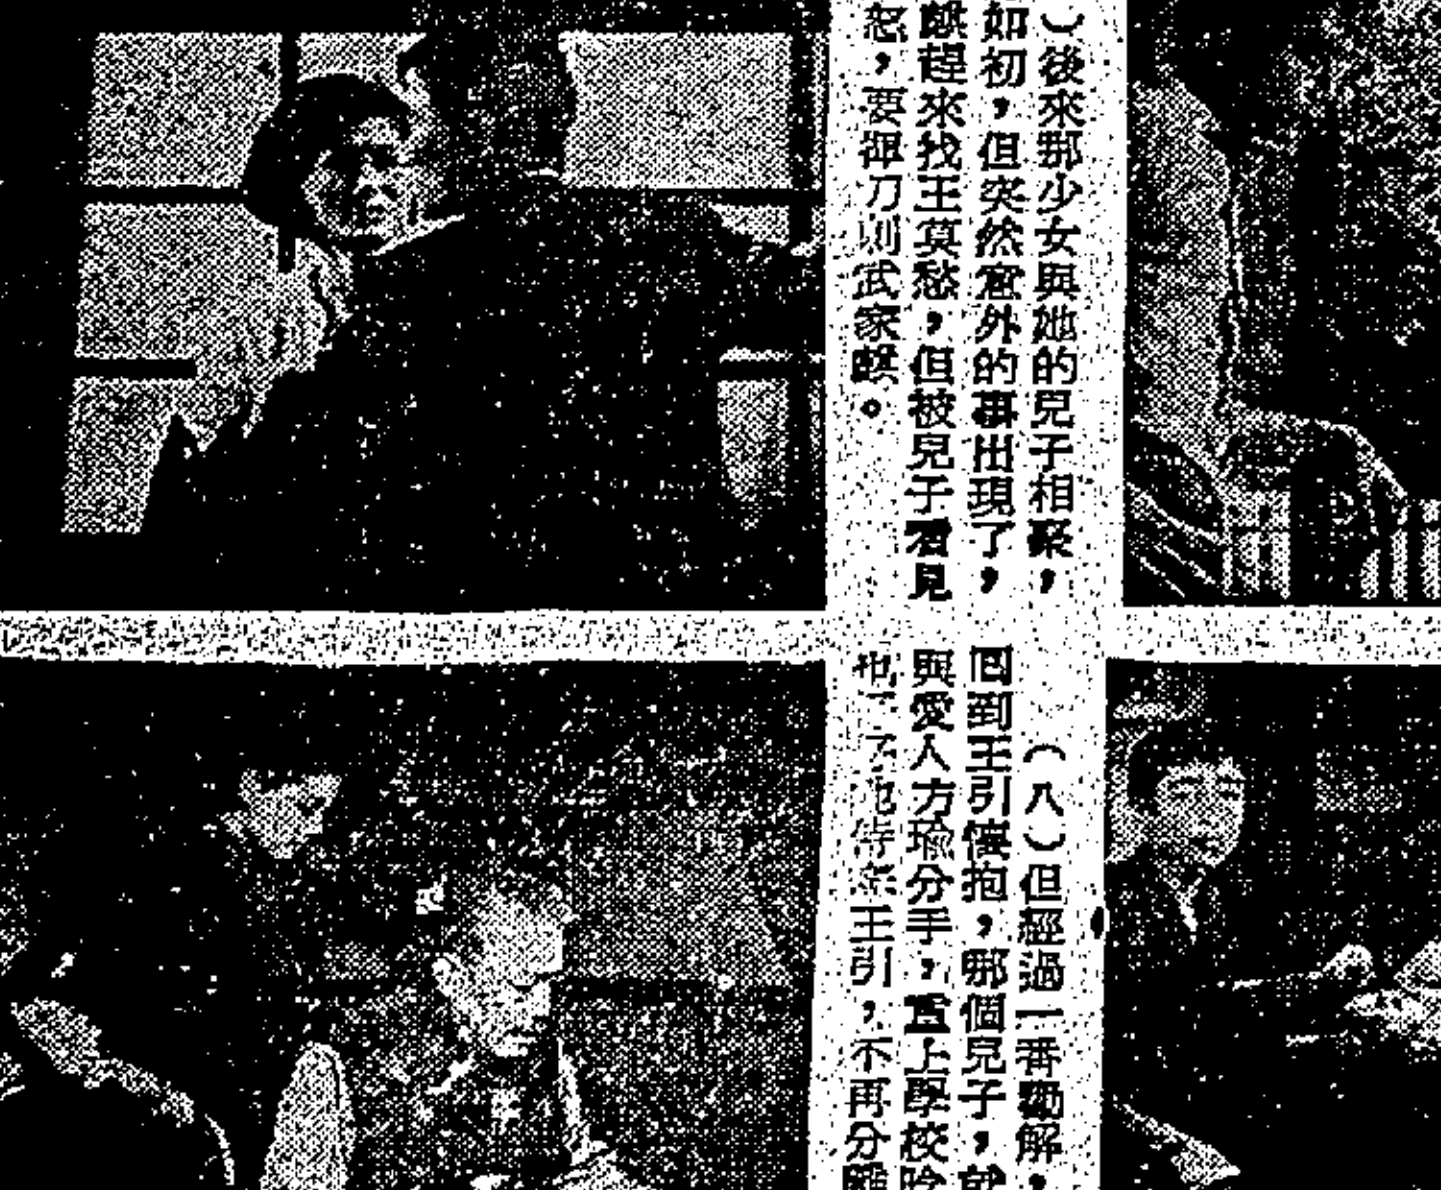 ）後來那少女與她的兒子相聚，
如初，但突然意外的事出現了，
麒趕來找王莫愁，但被兒子看見
怒，要揮刀刺武家麒。
（八）但經過一番勸解，
回到王引懷抱，那個兒子，就
與愛人方瑜分手，重上學校
王引，不再分離